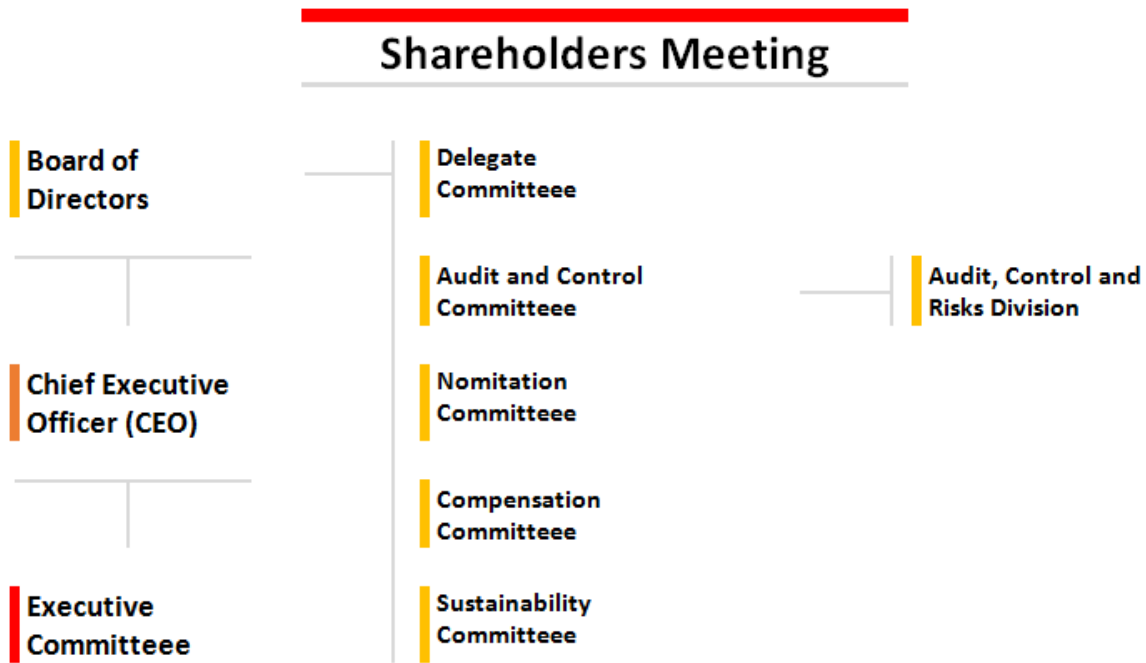 Shareholders Meeting
Board of
Directors
Delegate
Committeee
Audit and Control
Committeee
Audit, Control and
Risks Division
Chief Executive
Officer (CEO)
Nomitation
Committeee
Compensation
Committeee
Executive
Committeee
Sustainability
Committeee